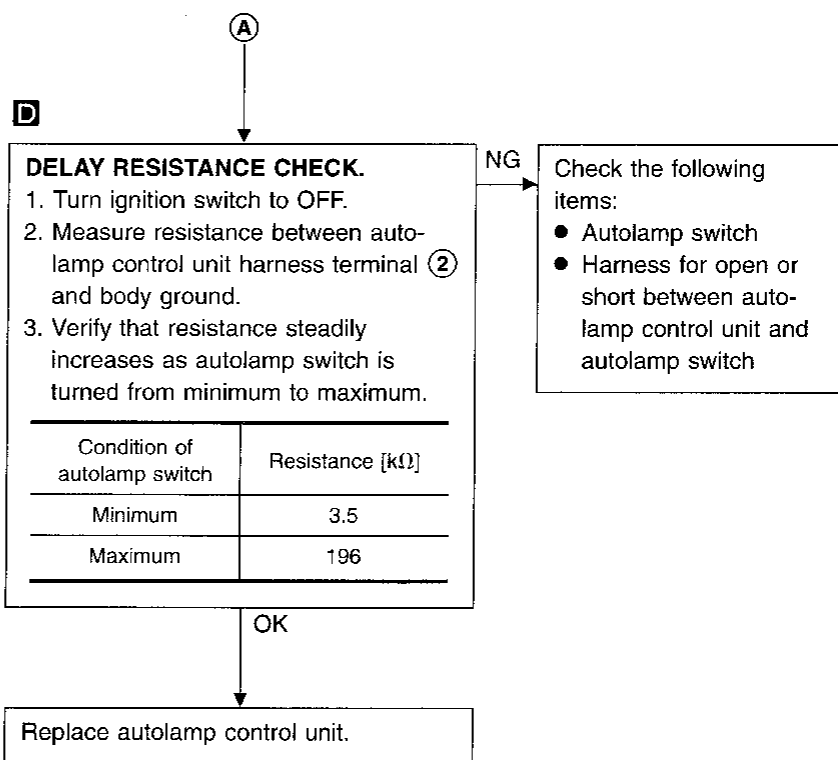 A
D
DELAY RESISTANCE CHECK.
1. Turn ignition switch to OFF.
2. Measure resistance between auto-
lamp control unit harness terminal ②
and body ground.
3. Verify that resistance steadily
increases as autolamp switch is
turned from minimum to maximum.
Condition of
autolamp switch
Resistance [kΩ]
Minimum 3.5
Maximum 196
NG
Check the following
items:
● Autolamp switch
● Harness for open or
short between auto-
lamp control unit and
autolamp switch
OK
Replace autolamp control unit.